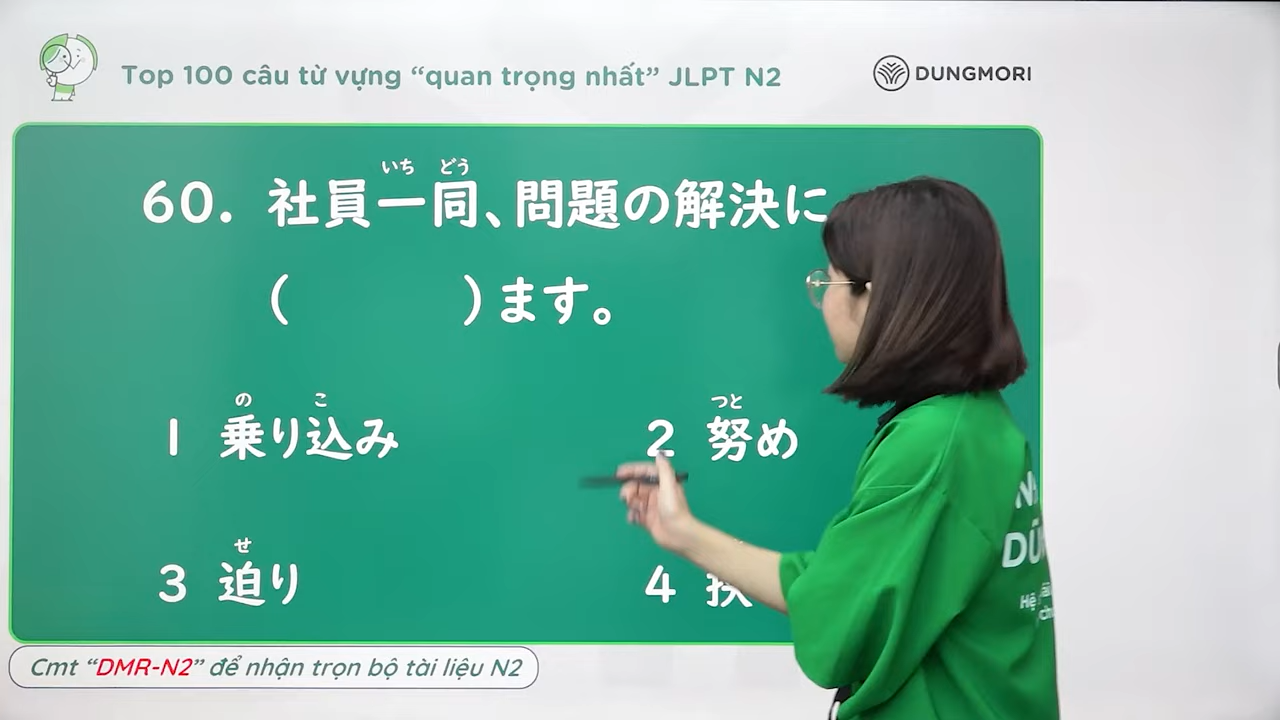 Top 100 câu từ vựng “quan trọng nhất” JLPT N2
DUNGMORI
いち どう
60. 社員一同、問題の解決に
( )ます。
の こ
1 乗り込み
つと
2 努め
せ
3 迫り
4 挟
DŨ
Cmt “DMR-N2” để nhận trọn bộ tài liệu N2